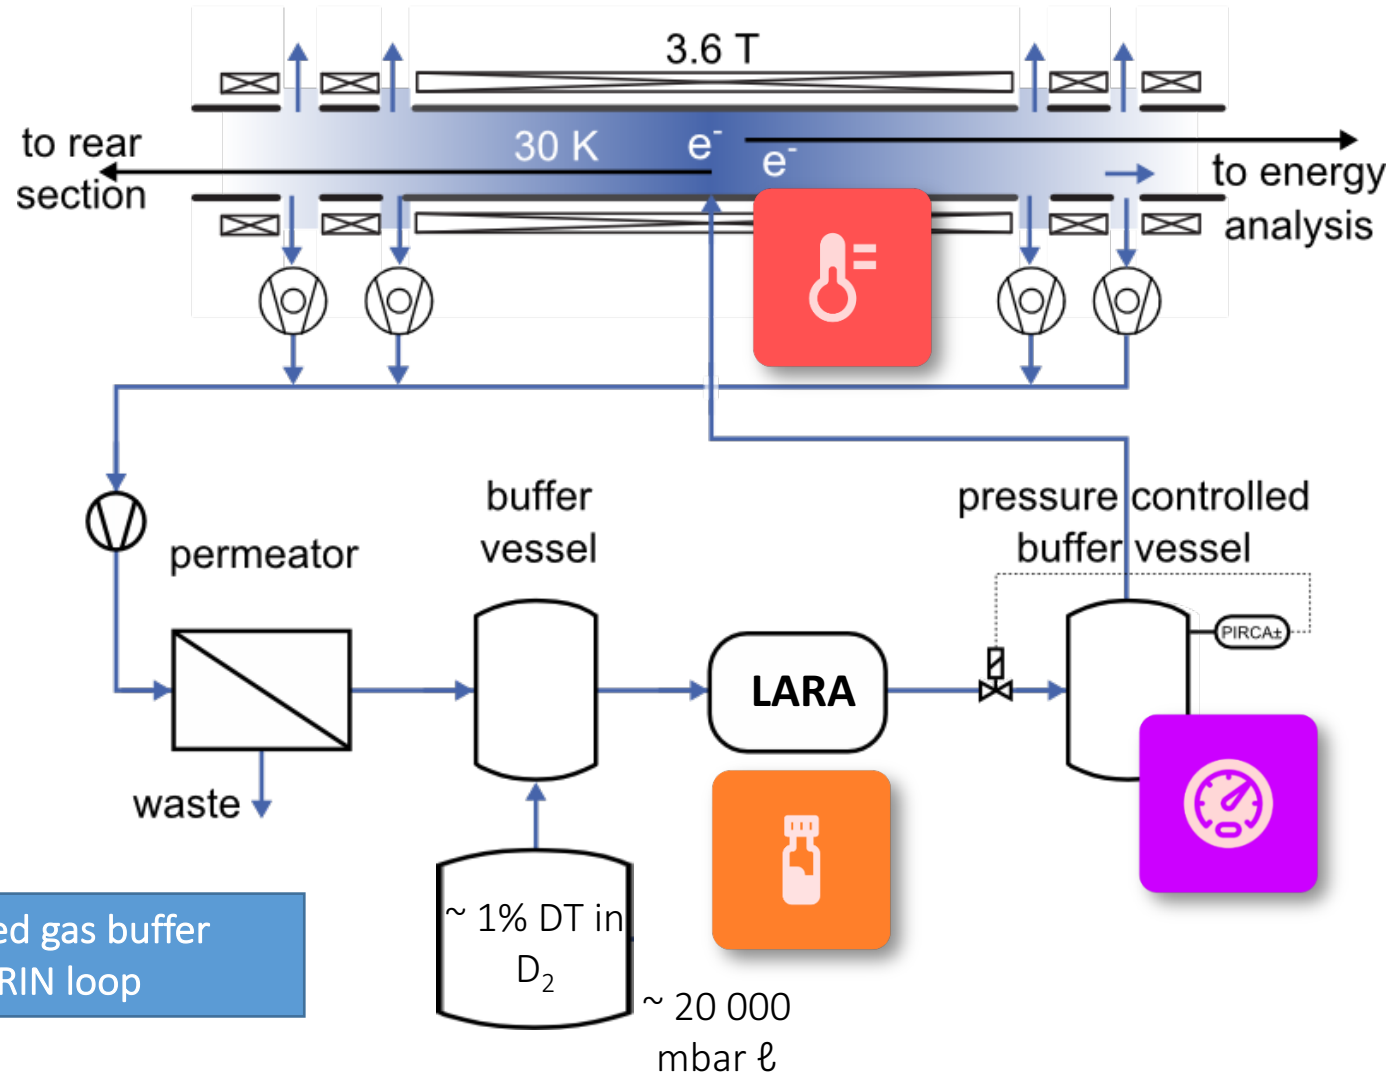 3.6 T
30 K
e⁻
e⁻
to rear
section
to energy
analysis
buffer
vessel
pressure controlled
buffer vessel
permeator
PIRCA±
LARA
waste
~ 1% DT in
D₂
~ 20 000
mbar ℓ
ed gas buffer
RIN loop